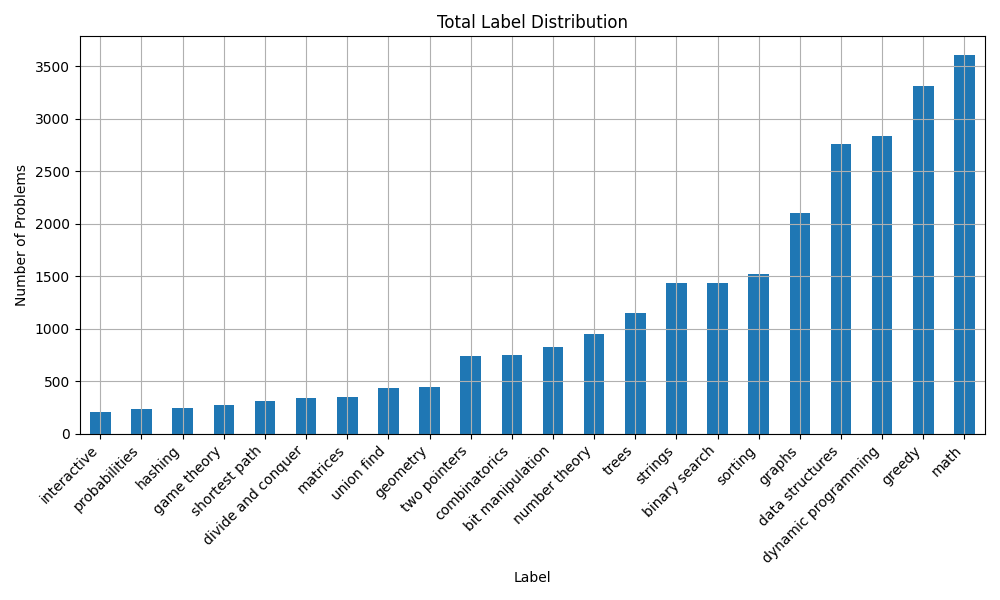 Total Label Distribution
Number of Problems
3500
3000
2500
2000
1500
1000
500
0
interactive
probabilities
hashing
game theory
shortest path
divide and conquer
matrices
union find
geometry
two pointers
combinatorics
bit manipulation
number theory
trees
strings
binary search
sorting
graphs
data structures
dynamic programming
greedy
math
Label